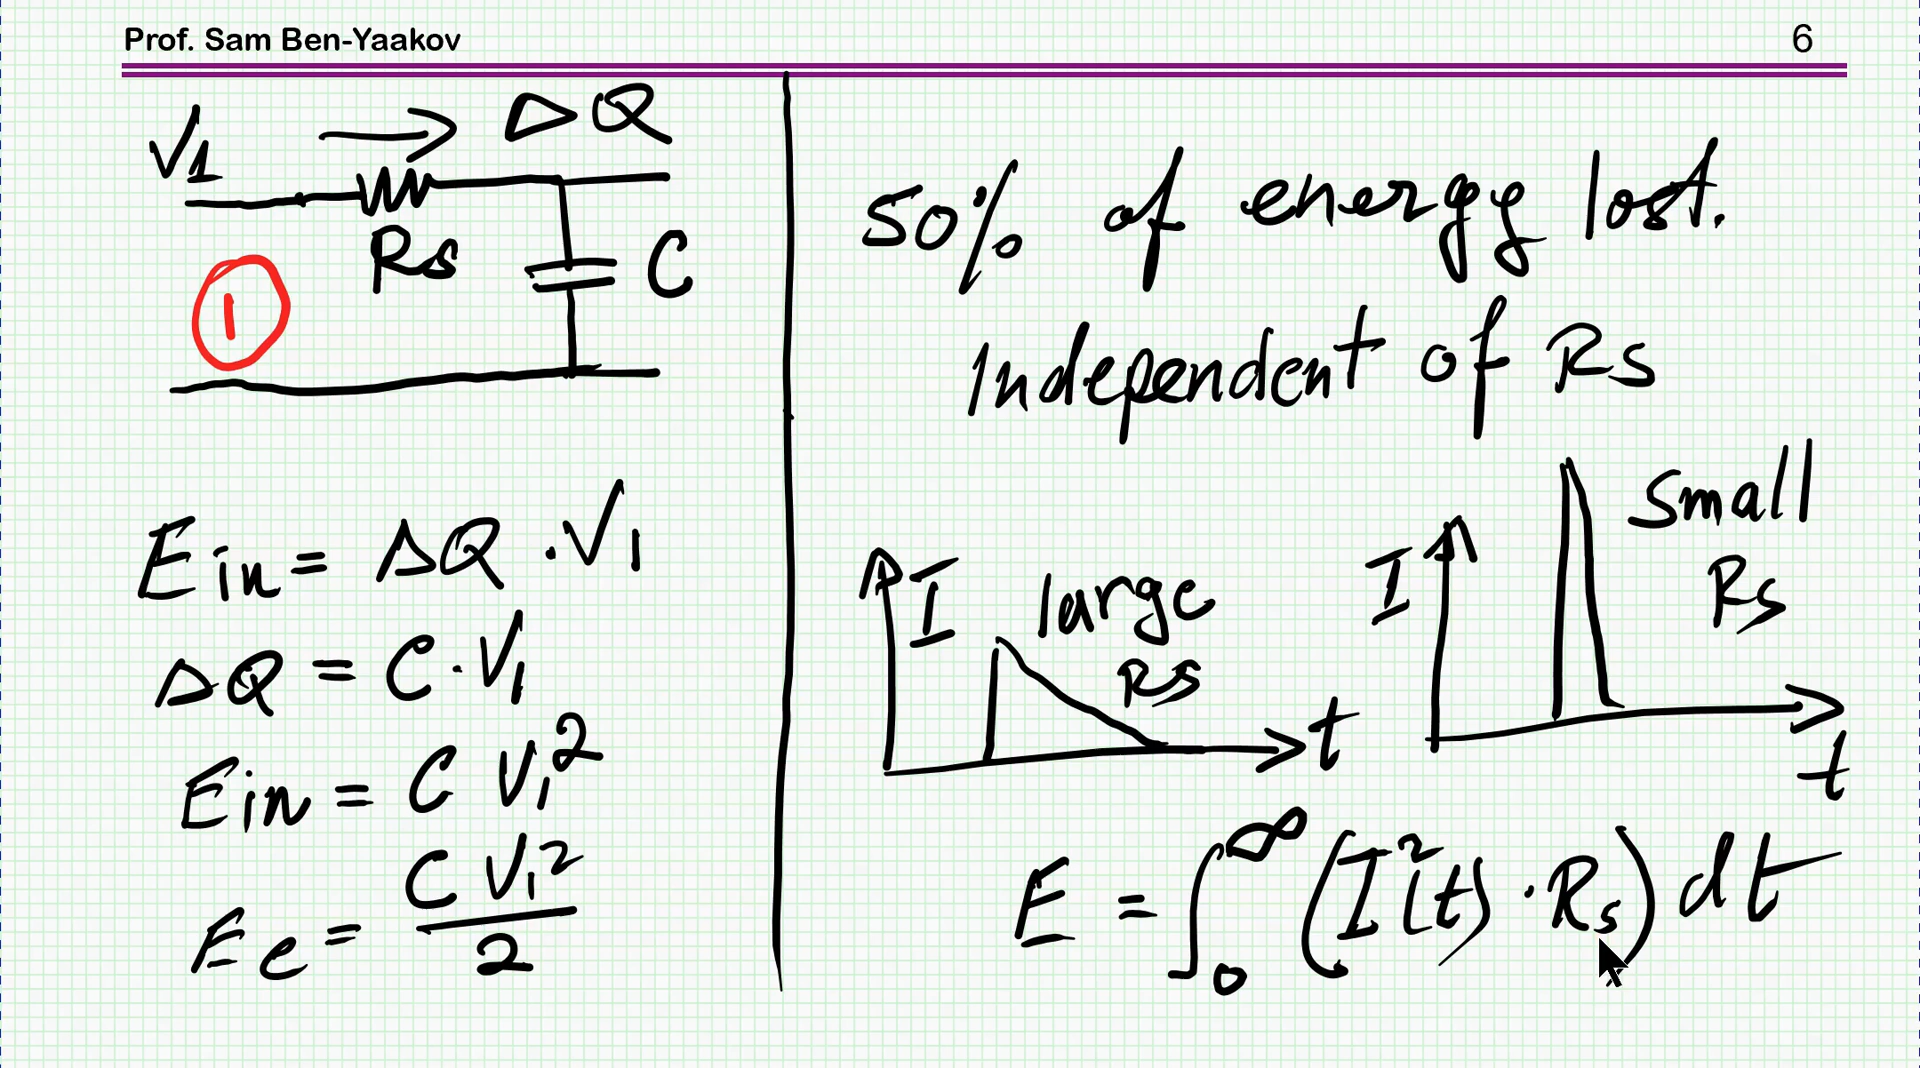 Prof. Sam Ben-Yaakov 6
V1 ΔQ
Rs C
1
Ein = ΔQ · V1
ΔQ = C · V1
Ein = C V1²
Ee = C V1² / 2
50% of energy lost.
Independent of Rs
I large Rs t
I small Rs t
E = ∫₀^∞ (I²(t) · Rs) dt